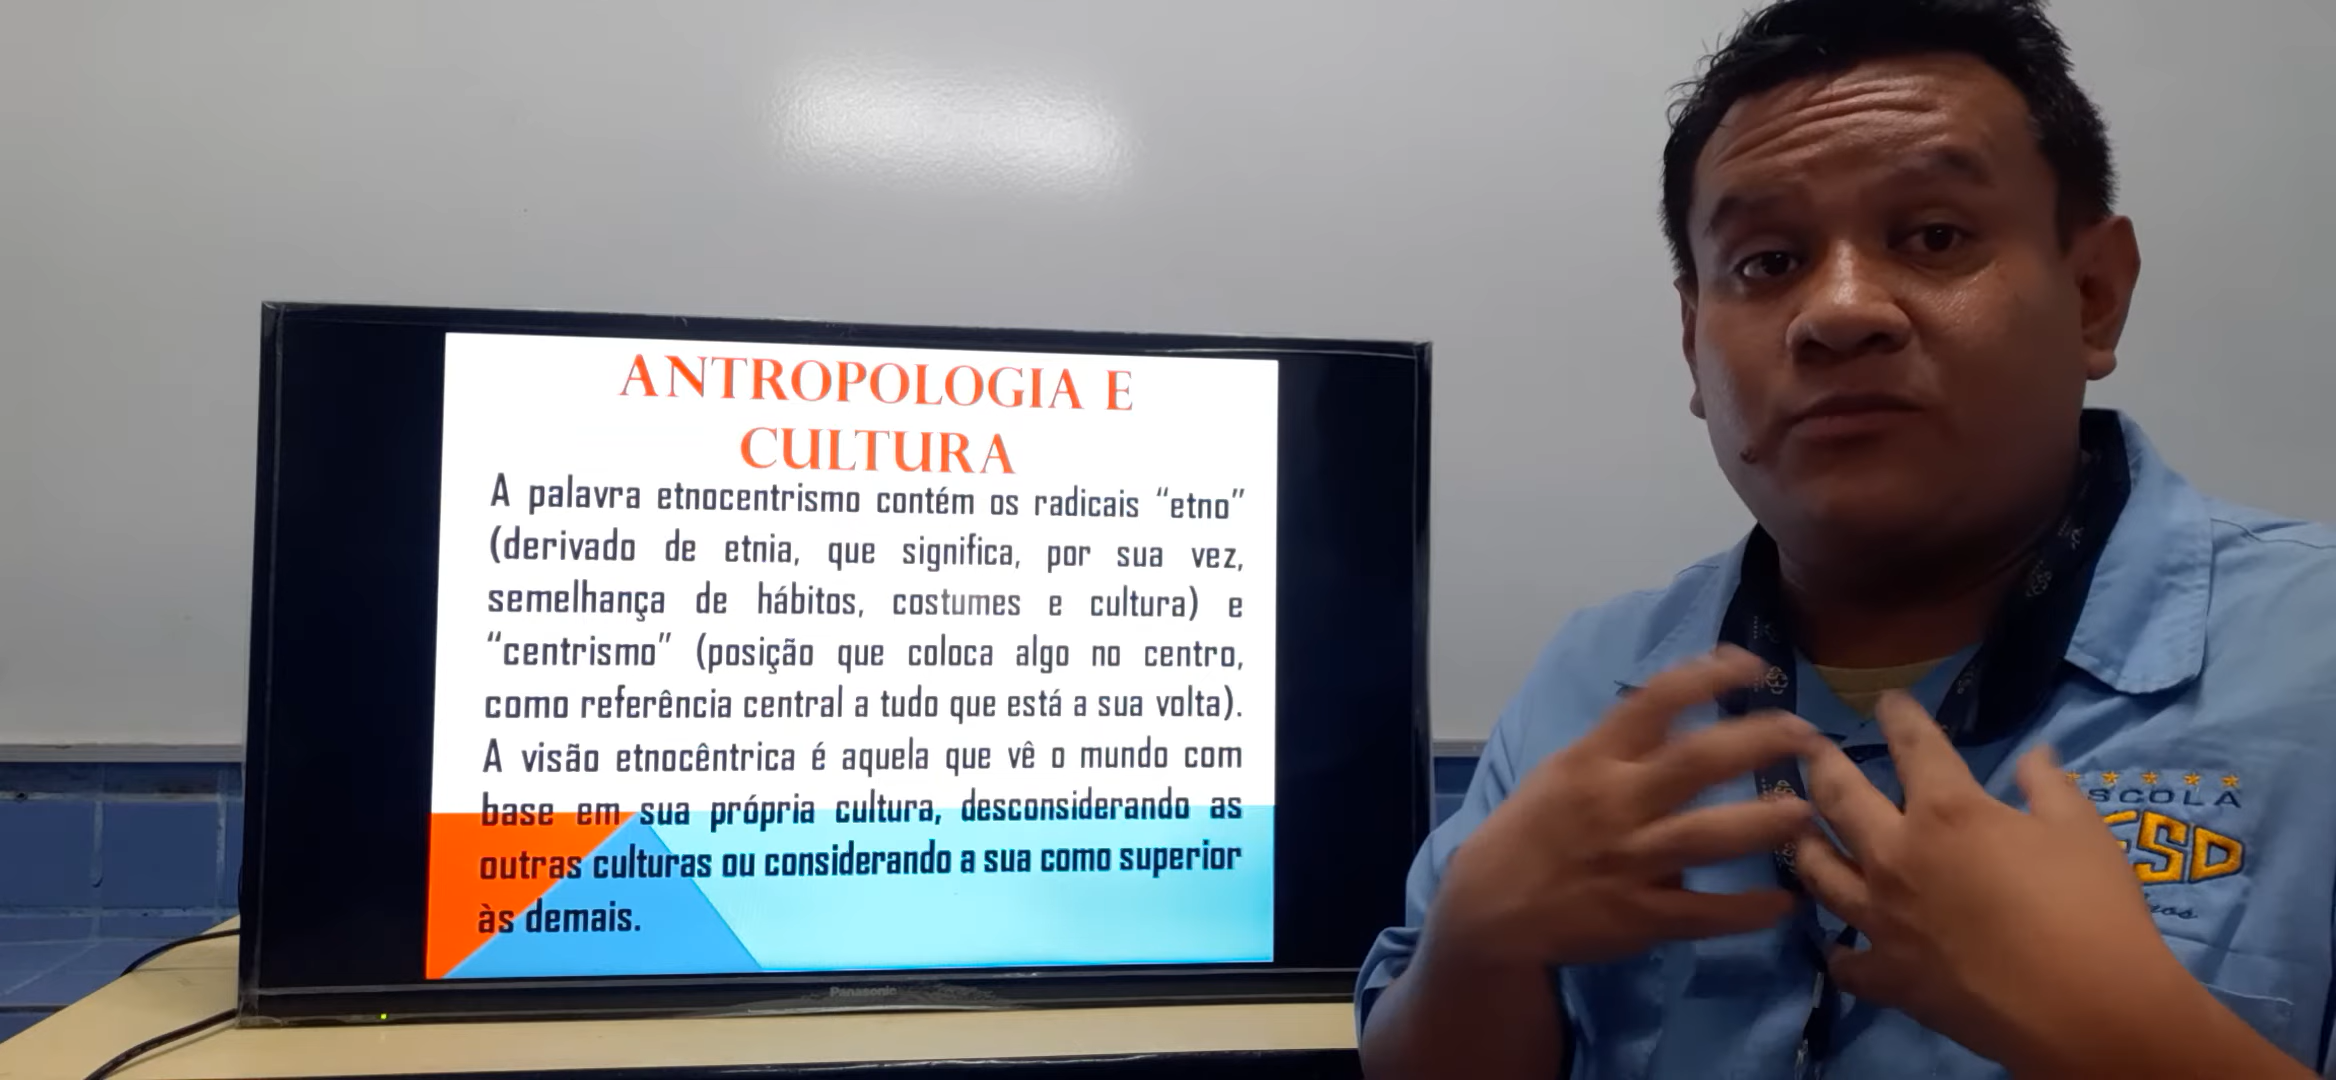 ANTROPOLOGIA E
CULTURA
A palavra etnocentrismo contém os radicais “etno”
(derivado de etnia, que significa, por sua vez,
semelhança de hábitos, costumes e cultura) e
“centrismo” (posição que coloca algo no centro,
como referência central a tudo que está a sua volta).
A visão etnocêntrica é aquela que vê o mundo com
base em sua própria cultura, desconsiderando as
outras culturas ou considerando a sua como superior
às demais.
Panasonic